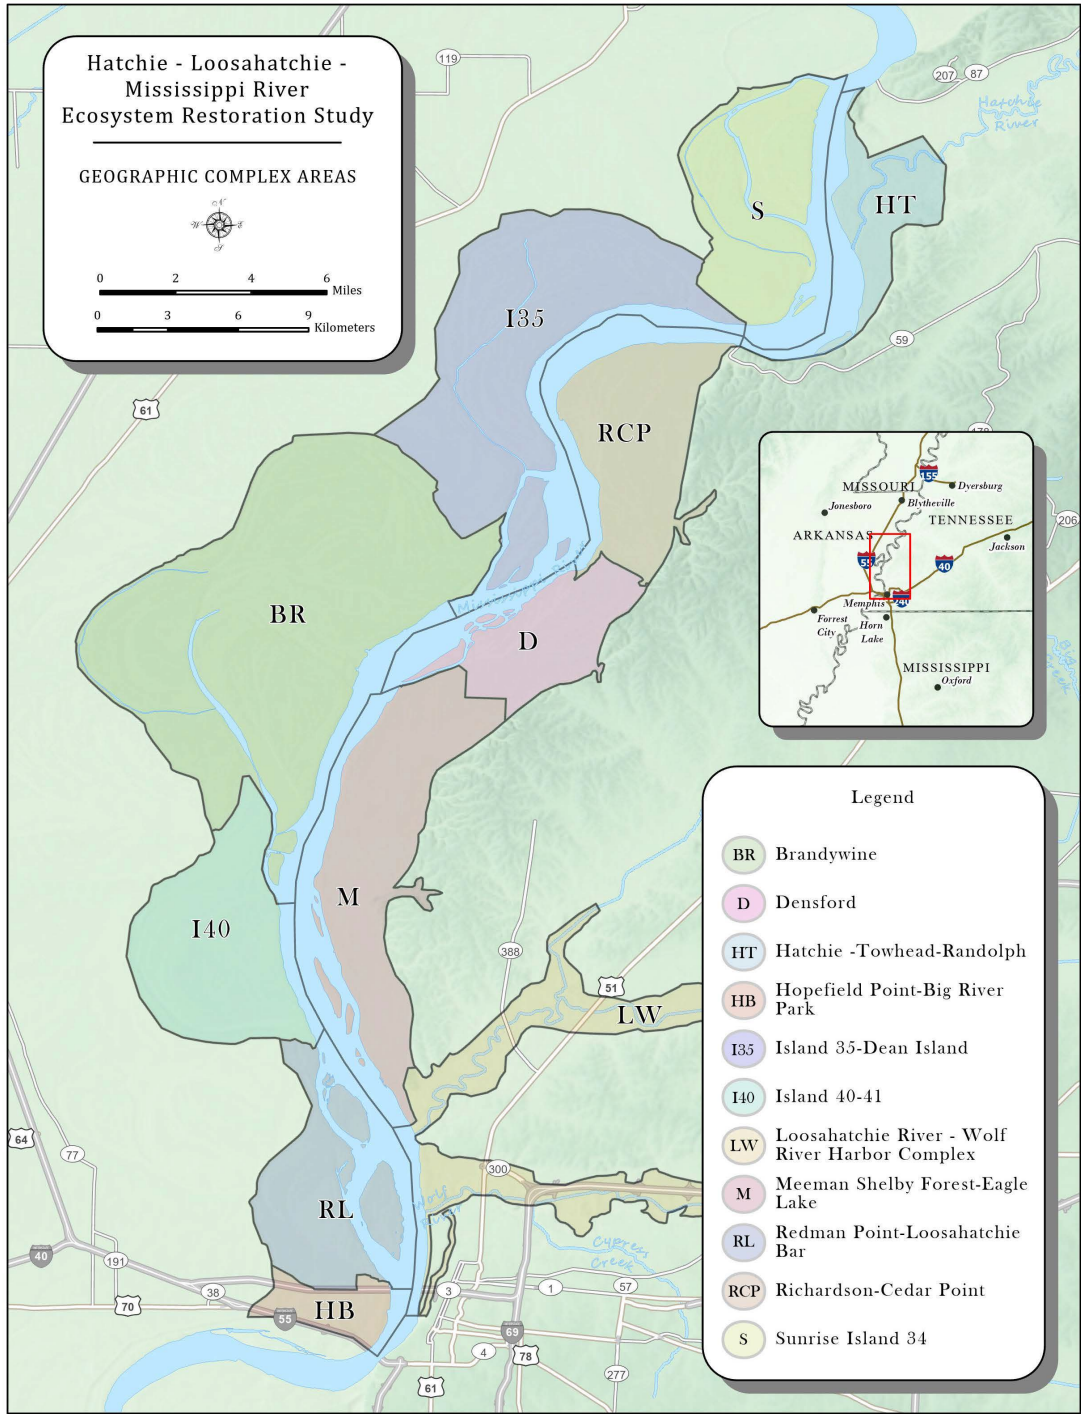 Hatchie - Loosahatchie -
Mississippi River
Ecosystem Restoration Study
GEOGRAPHIC COMPLEX AREAS
N
W E
S
0 2 4 6
Miles
0 3 6 9
Kilometers
119
207 87
Hatchie
River
S
HT
I35
59
61
RCP
178
MISSOURI
155
Dyersburg
Blytheville
Jonesboro
TENNESSEE
ARKANSAS
Jackson
55
40
Memphis
Forrest
City
Horn
Lake
MISSISSIPPI
Oxford
206
Mississippi River
BR
D
Creek
M
I40
388
51
LW
64
77
300
RL
Wolf
River
Cypress
Creek
40
191
38
70
HB
55
3
1
57
69
4
78
277
61
Legend
BR Brandywine
D Densford
HT Hatchie -Towhead-Randolph
HB Hopefield Point-Big River
Park
I35 Island 35-Dean Island
I40 Island 40-41
LW Loosahatchie River - Wolf
River Harbor Complex
M Meeman Shelby Forest-Eagle
Lake
RL Redman Point-Loosahatchie
Bar
RCP Richardson-Cedar Point
S Sunrise Island 34